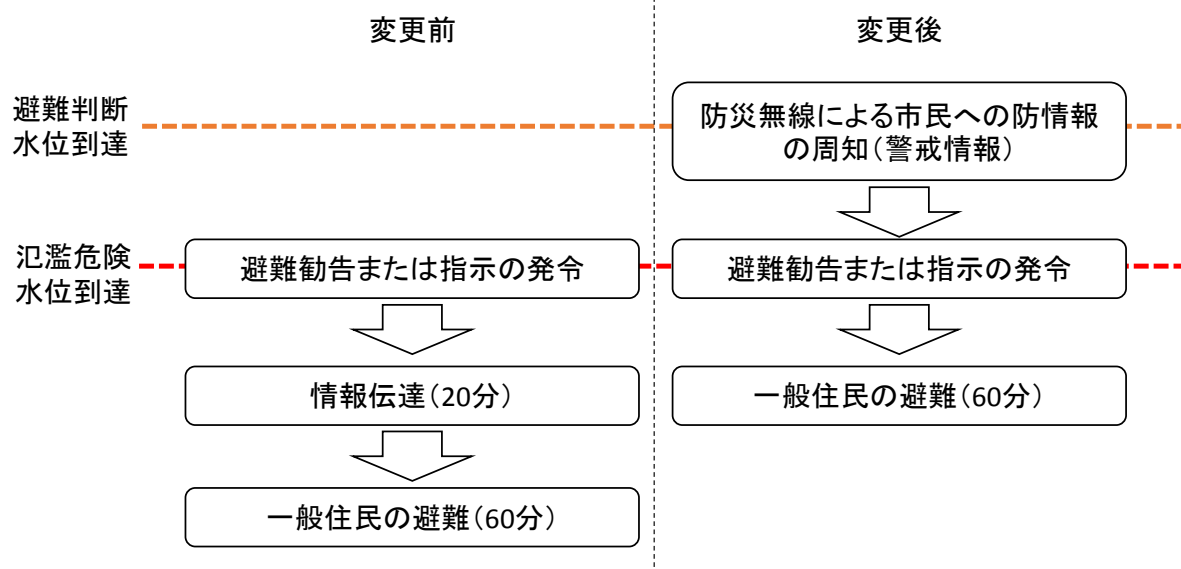 変更前
変更後
避難判断
水位到達
防災無線による市民への防情報
の周知（警戒情報）
氾濫危険
水位到達
避難勧告または指示の発令
避難勧告または指示の発令
情報伝達（20分）
一般住民の避難（60分）
一般住民の避難（60分）